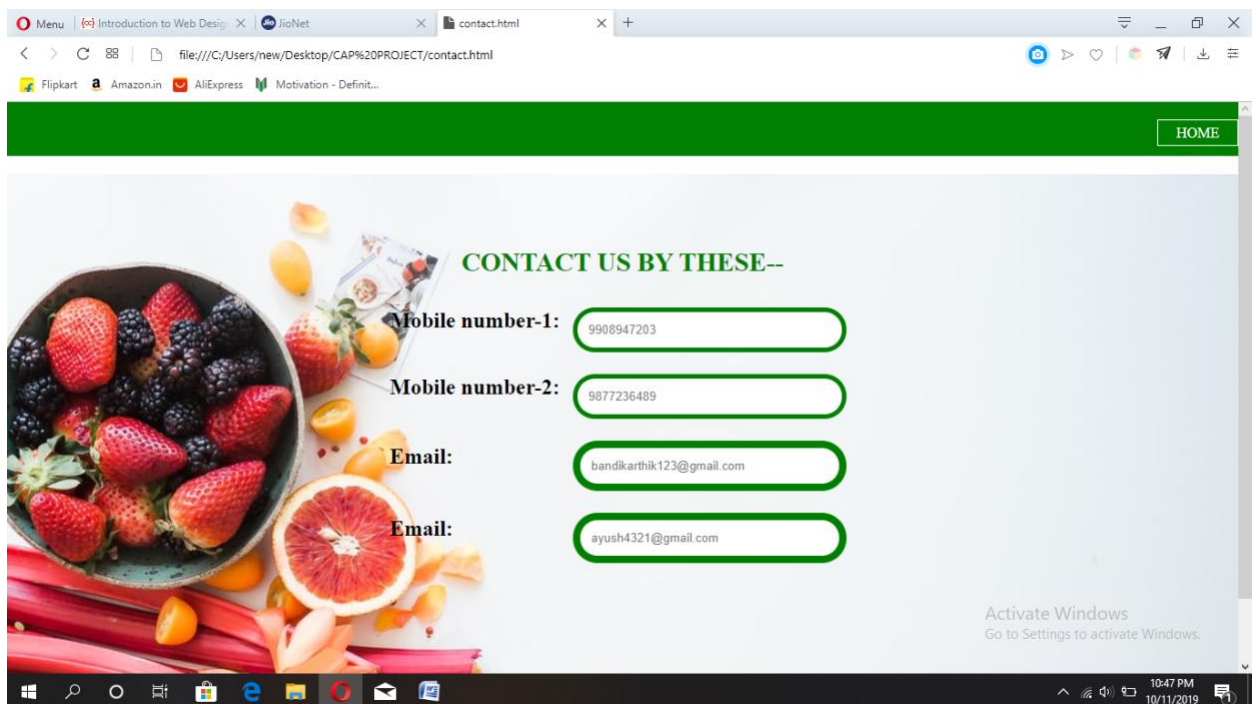 Menu
Introduction to Web Desig
JioNet
contact.html
file:///C:/Users/new/Desktop/CAP%20PROJECT/contact.html
Flipkart
Amazon.in
AliExpress
Motivation - Definit...
HOME
CONTACT US BY THESE--
Mobile number-1:
9908947203
Mobile number-2:
9877236489
Email:
bandikarthik123@gmail.com
Email:
ayush4321@gmail.com
Activate Windows
Go to Settings to activate Windows.
10:47 PM
10/11/2019